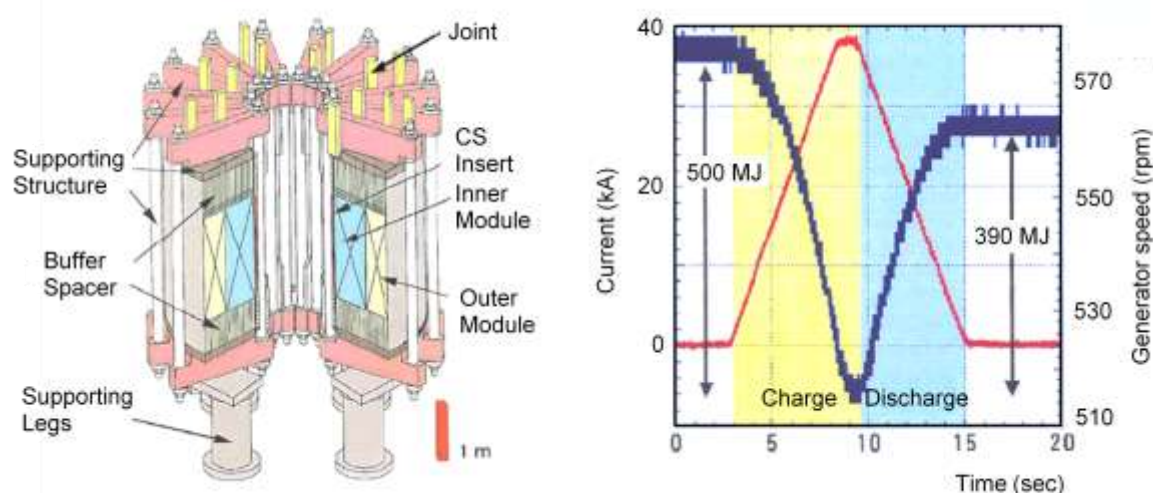 Joint
CS
Insert
Inner
Module
Outer
Module
Supporting
Structure
Buffer
Spacer
Supporting
Legs
1 m
Current (kA)
40
20
0
500 MJ
390 MJ
Charge
Discharge
570
550
530
510
Generator speed (rpm)
0
5
10
15
20
Time (sec)